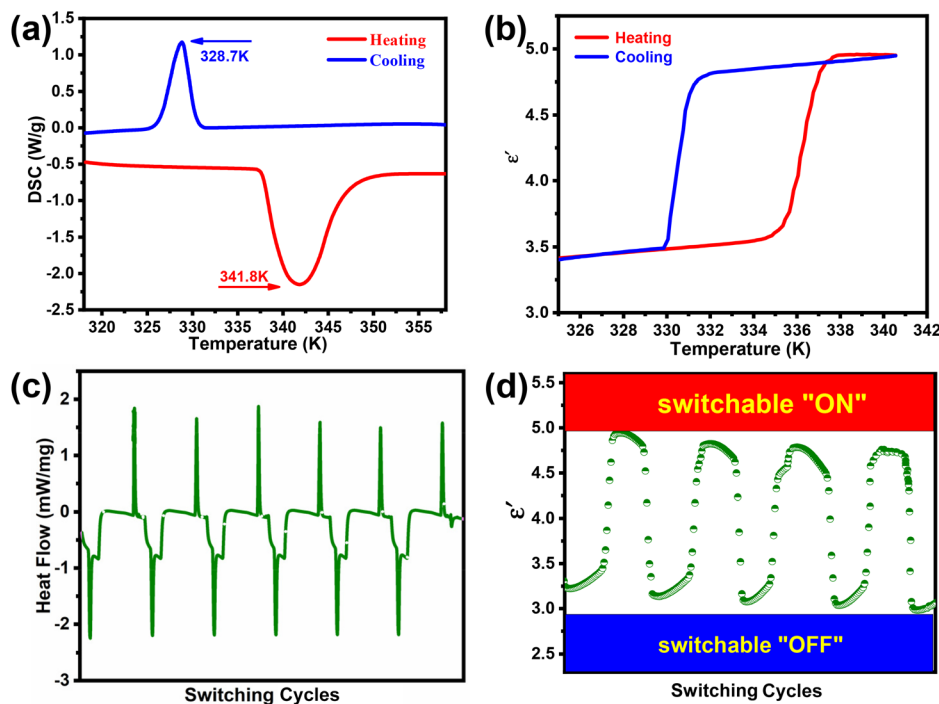 (a)
1.5
1.0
0.5
0.0
-0.5
-1.0
-1.5
-2.0
-2.5
DSC (W/g)
328.7K
Heating
Cooling
341.8K
320 325 330 335 340 345 350 355
Temperature (K)
(b)
5.0
4.5
4.0
3.5
3.0
ε′
Heating
Cooling
326 328 330 332 334 336 338 340 342
Temperature (K)
(c)
2
1
0
-1
-2
-3
Heat Flow (mW/mg)
Switching Cycles
(d)
5.5
5.0
4.5
4.0
3.5
3.0
2.5
ε′
switchable "ON"
switchable "OFF"
Switching Cycles